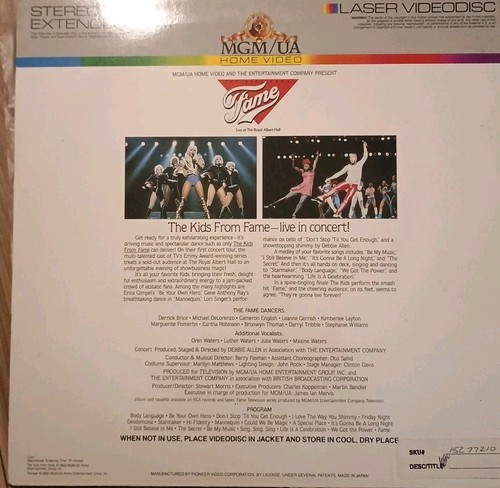 STEREO
EXTENDE
LASER VIDEODISC
MGM/UA
HOME VIDEO
MGM/UA HOME VIDEO AND THE ENTERTAINMENT COMPANY PRESENT
Fame
Live at The Royal Albert Hall
The Kids From Fame—live in concert!
Get ready for a truly exhilarating experience—it's
driving music and spectacular dance such as only The Kids
From Fame can deliver! On their first concert tour, the
multi-talented cast of TV's Emmy Award-winning series
treats a sold-out audience at The Royal Albert Hall to an
unforgettable evening of showbusiness magic!
It's all your favorite Kids, bringing their fresh, delight-
ful enthusiasm and extraordinary energy to a jam-packed
crowd of ecstatic fans. Among the many highlights are
Erica Gimpel's, "Be Your Own Hero," Gene Anthony Ray's
breathtaking dance in "Mannequin," Lori Singer's perfor-
mance on cello of "Don't Stop 'Til You Get Enough," and a
showstopping shimmy by Debbie Allen.
A medley of your favorite songs includes "Be My Music,"
"I Still Believe in Me," "It's Gonna Be A Long Night," and "The
Secret." And then it's all hands on deck, singing and dancing
to "Starmaker," "Body Language," "We Got The Power," and
the heartwarming "Life Is A Celebration."
In a spine-tingling finale The Kids perform the smash
hit "Fame," and the cheering audience, on its feet, seems to
agree, "They're gonna live forever!"
THE FAME DANCERS:
Derrick Brice • Michael DeLorenzo • Cameron English • Leanne Gerrish • Kimberlee Layton
Marguerite Pomerhn • Eartha Robinson • Bronwyn Thomas • Darryl Tribble • Stephanie Williams
Additional Vocalists:
Oren Waters • Luther Waters • Julia Waters • Maxine Waters
Concert Produced, Staged & Directed by DEBBIE ALLEN in Association with THE ENTERTAINMENT COMPANY
Conductor & Musical Director: Barry Fasman • Assistant Choreographer: Otis Sallid
Costume Supervisor: Marilyn Matthews • Lighting Design: John Rook • Stage Manager: Clinton Davis
PRODUCED for TELEVISION by MGM/UA HOME ENTERTAINMENT GROUP INC. and
THE ENTERTAINMENT COMPANY in association with BRITISH BROADCASTING CORPORATION
Producer/Director: Stewart Morris • Executive Producers: Charles Koppelman • Martin Bandier
Executive in charge of production for MGM/UA: James Ian Mervis
PROGRAM
Body Language • Be Your Own Hero • Don't Stop 'Til You Get Enough • I Love The Way You Shimmy • Friday Night
Desdemona • Starmaker • Hi Fidelity • Mannequin • Could We Be Magic • A Special Place • It's Gonna Be A Long Night
I Still Believe in Me • The Secret • Be My Music • Sing, Sing, Sing • Life Is A Celebration • We Got the Power • Fame
WHEN NOT IN USE, PLACE VIDEODISC IN JACKET AND STORE IN COOL, DRY PLACE
MANUFACTURED BY PIONEER VIDEO CORPORATION. BY LICENSE UNDER SEVERAL PATENTS. MADE IN JAPAN
SKU#
152 77210
DESC/TITLE